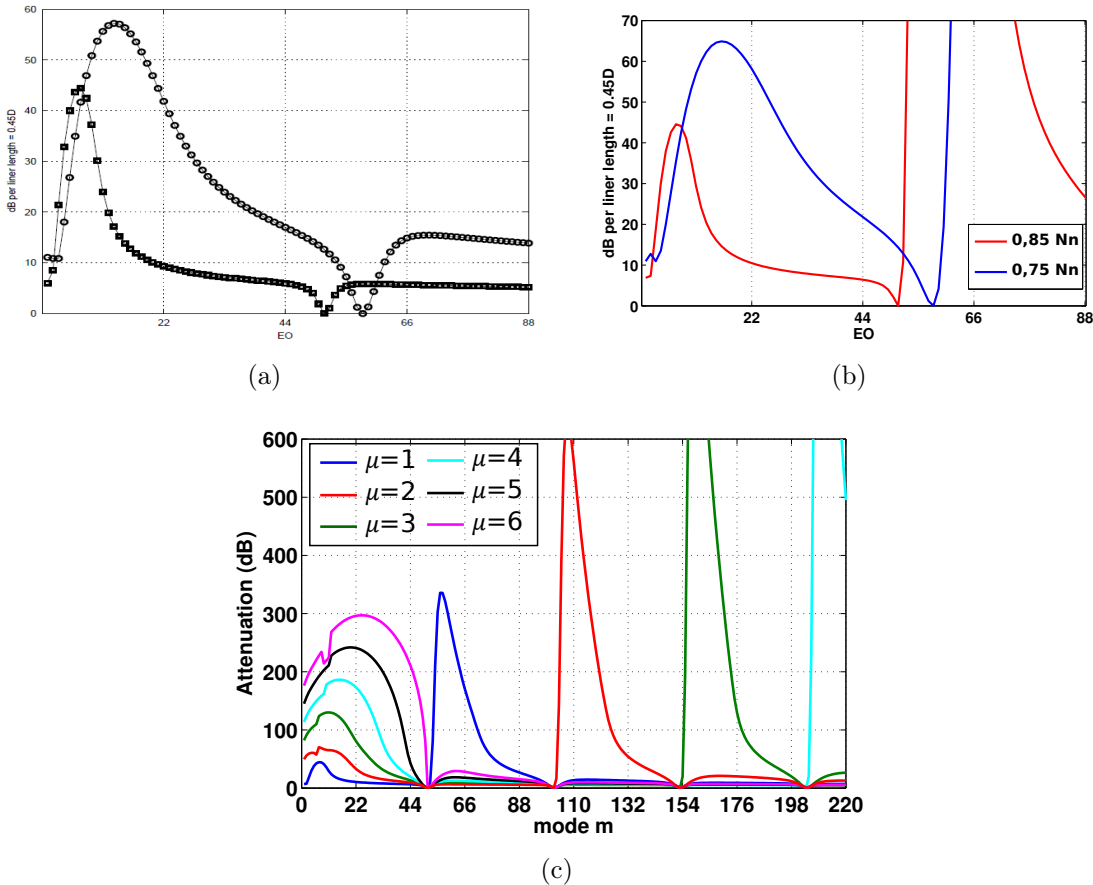 60
50
40
30
20
10
0
dB per liner length = 0.45D
22
44
66
88
EO
(a)
70
60
50
40
30
20
10
0
dB per liner length = 0.45D
0,85 Nn
0,75 Nn
22
44
66
88
EO
(b)
600
500
400
300
200
100
0
Attenuation (dB)
μ=1
μ=2
μ=3
μ=4
μ=5
μ=6
0
22
44
66
88
110
132
154
176
198
220
mode m
(c)